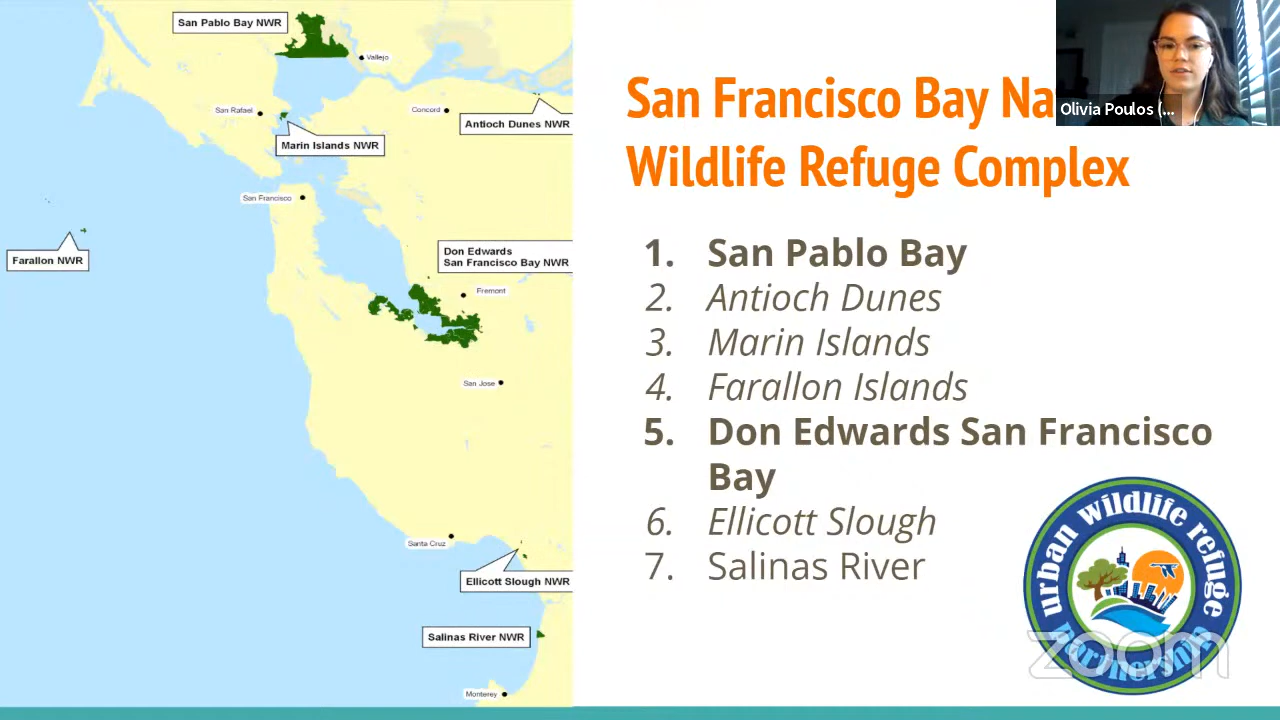 San Pablo Bay NWR
Vallejo
San Rafael
Concord
Antioch Dunes NWR
Marin Islands NWR
San Francisco
Farallon NWR
Don Edwards
San Francisco Bay NWR
Fremont
San Jose
Santa Cruz
Ellicott Slough NWR
Salinas River NWR
Monterey
San Francisco Bay Na
Wildlife Refuge Complex
Olivia Poulos (...
1. San Pablo Bay
2. Antioch Dunes
3. Marin Islands
4. Farallon Islands
5. Don Edwards San Francisco
Bay
6. Ellicott Slough
7. Salinas River
urban wildlife refuge
Partnership
zoom